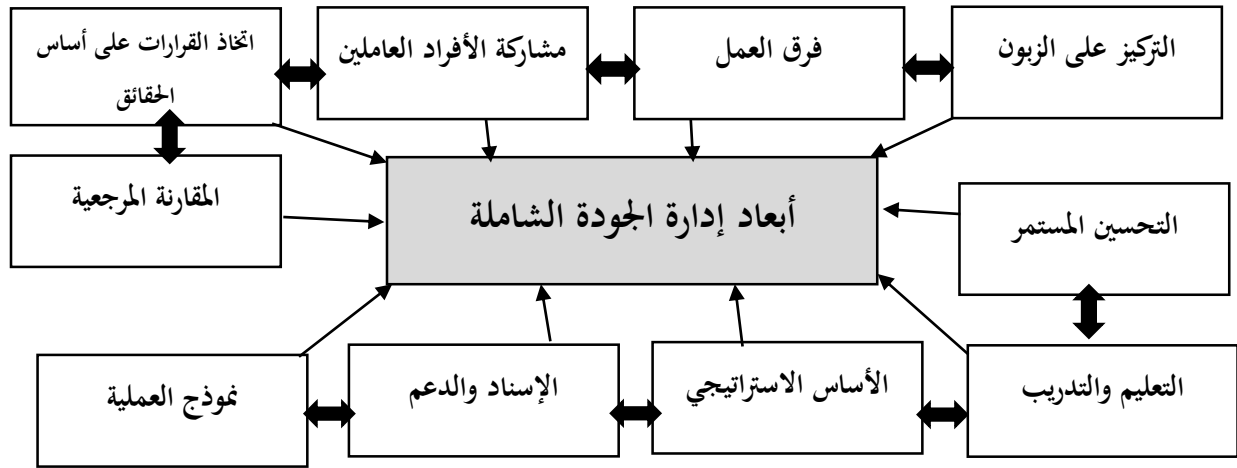 التركيز على الزبون
فرق العمل
مشاركة الأفراد العاملين
اتخاذ القرارات على أساس
الحقائق
المقارنة المرجعية
أبعاد إدارة الجودة الشاملة
التحسين المستمر
التعليم والتدريب
الأساس الاستراتيجي
الإسناد والدعم
نموذج العملية